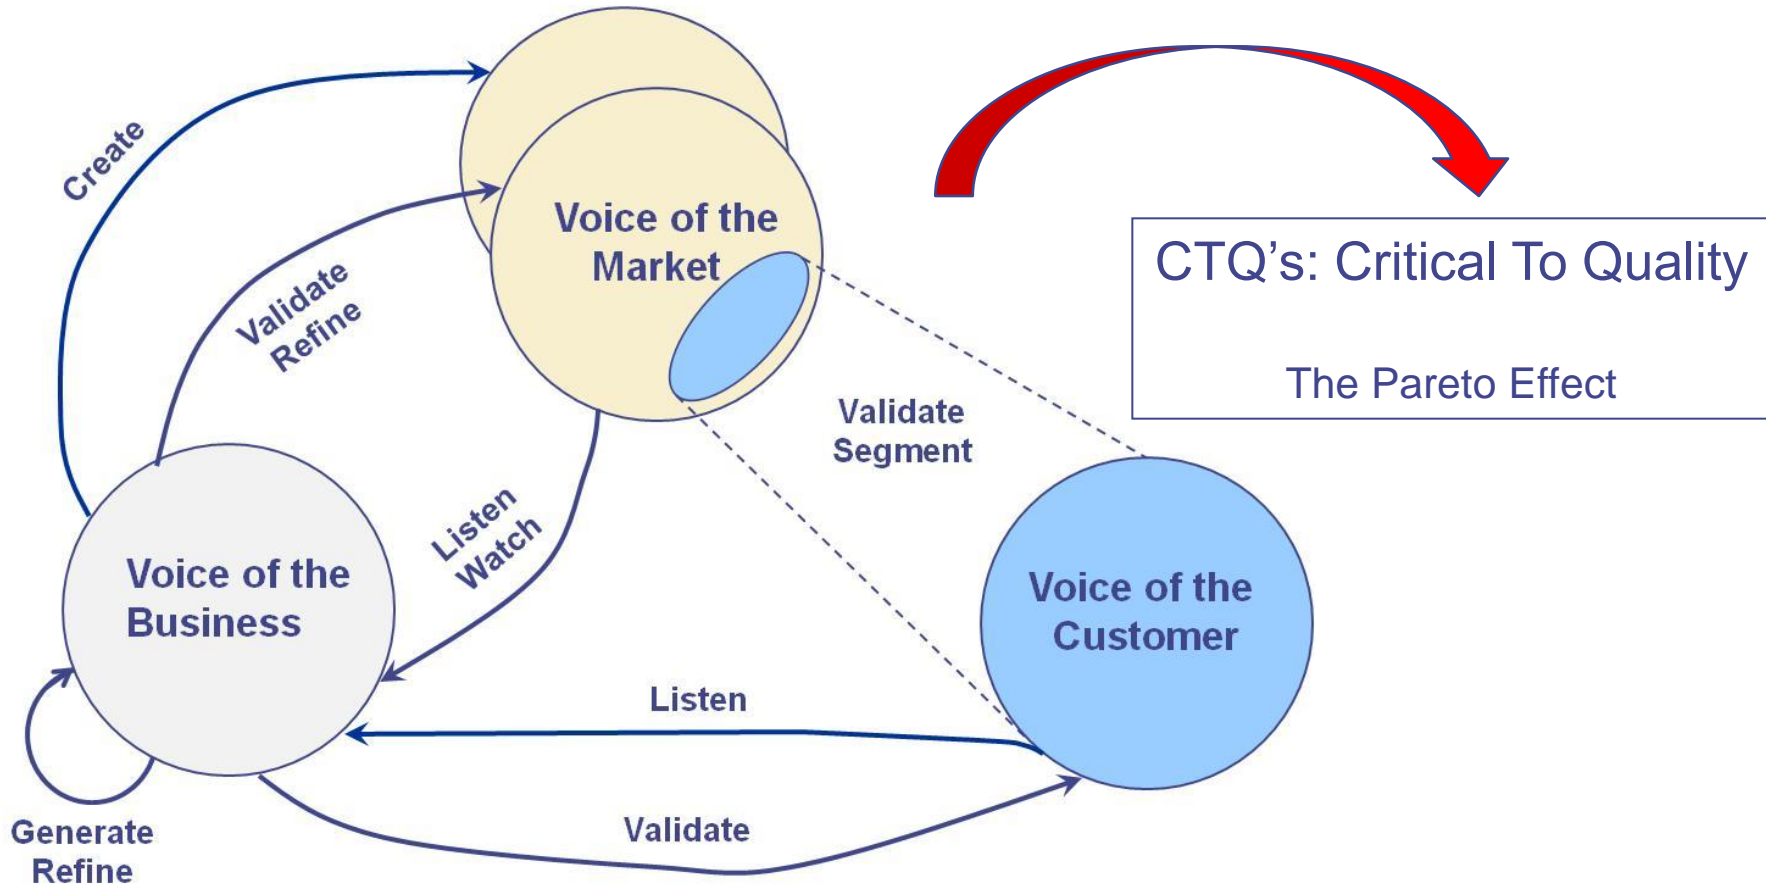 Create
Validate
Refine
Voice of the
Market
CTQ’s: Critical To Quality
The Pareto Effect
Validate
Segment
Listen
Watch
Voice of the
Business
Voice of the
Customer
Listen
Validate
Generate
Refine